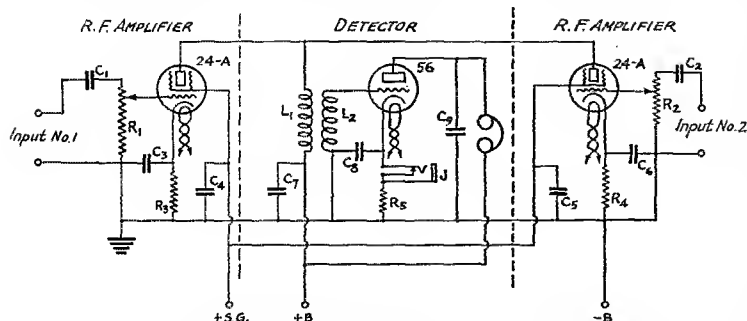 R.F. AMPLIFIER DETECTOR R.F. AMPLIFIER
24-A 56 24-A
C1 C2
Input No.1 R1 L1 L2 C9 R2 Input No.2
C3 C8 V J C6
R3 C4 C7 R5 C5 R4
+S.G. +B -B